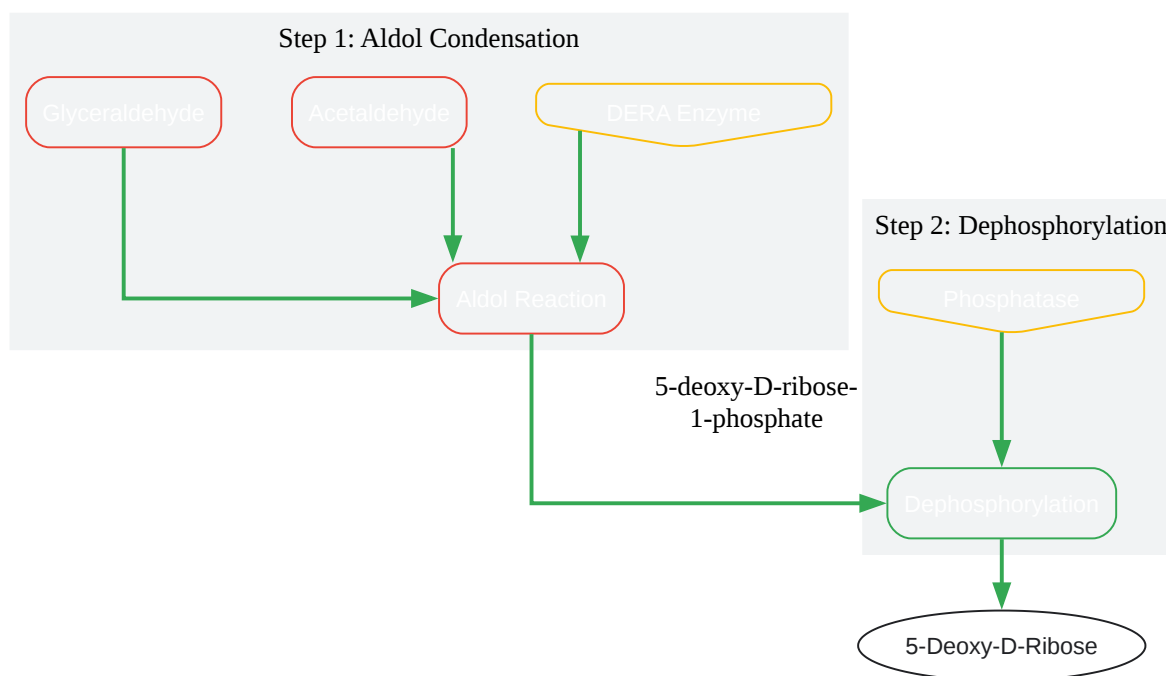 Step 1: Aldol Condensation
Glyceraldehyde
Acetaldehyde
DERA Enzyme
Step 2: Dephosphorylation
Aldol Reaction
Phosphatase
5-deoxy-D-ribose-
1-phosphate
Dephosphorylation
5-Deoxy-D-Ribose